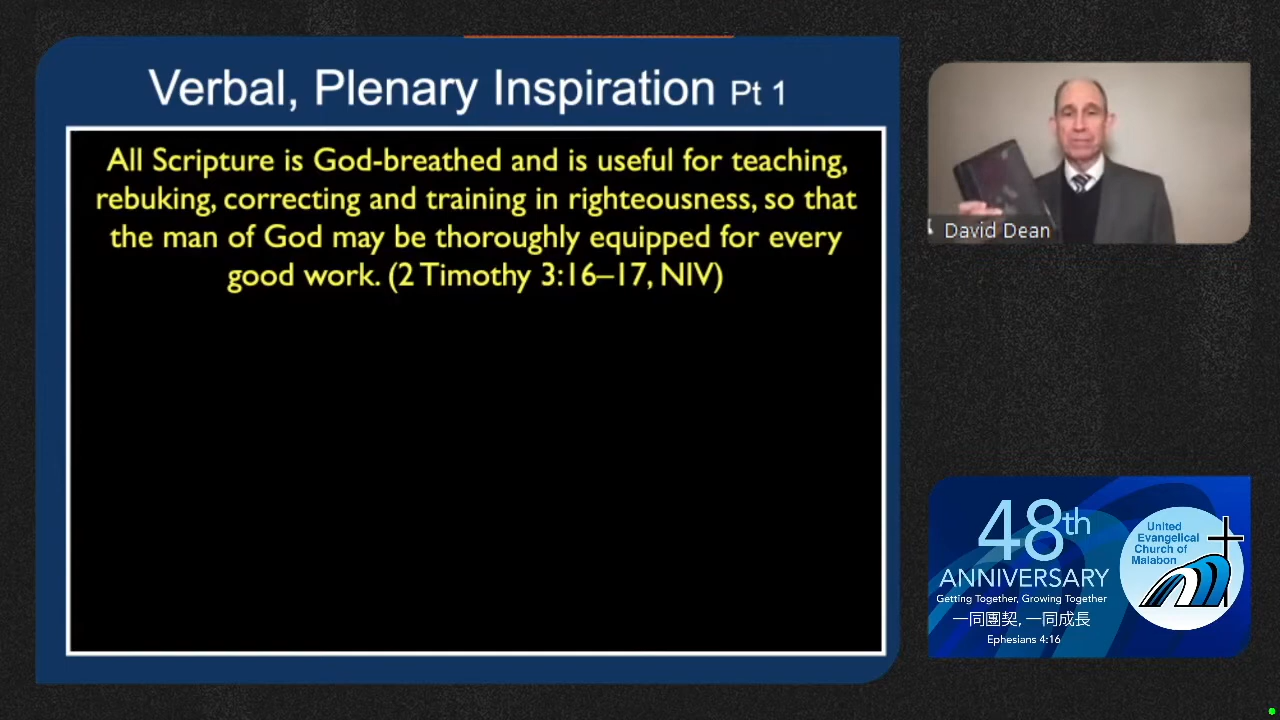 Verbal, Plenary Inspiration Pt 1
All Scripture is God-breathed and is useful for teaching,
rebuking, correcting and training in righteousness, so that
the man of God may be thoroughly equipped for every
good work. (2 Timothy 3:16–17, NIV)
David Dean
48th
ANNIVERSARY
Getting Together, Growing Together
一同團契, 一同成長
Ephesians 4:16
United
Evangelical
Church of
Malabon